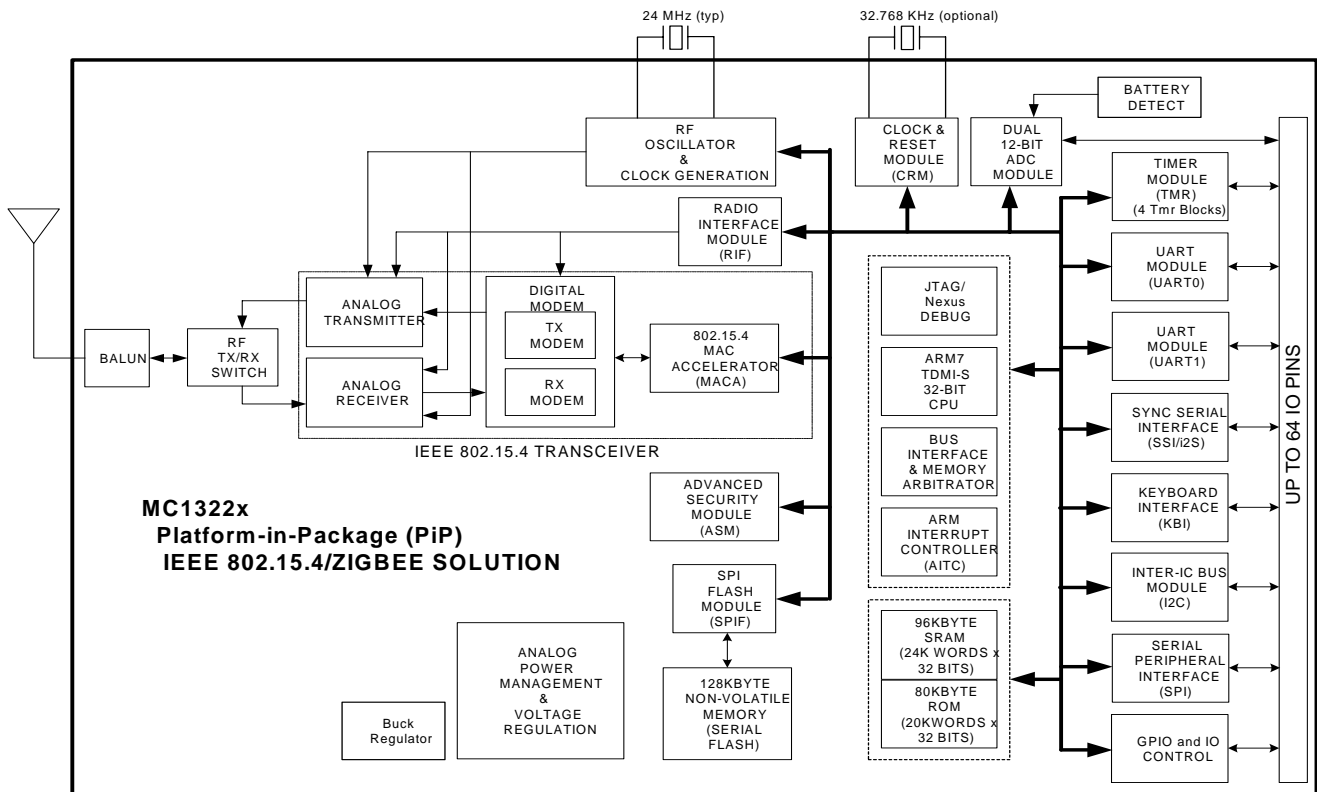 24 MHz (typ)
32.768 KHz (optional)
BATTERY
DETECT
RF
OSCILLATOR
&
CLOCK GENERATION
CLOCK &
RESET
MODULE
(CRM)
DUAL
12-BIT
ADC
MODULE
TIMER
MODULE
(TMR)
(4 Tmr Blocks)
RADIO
INTERFACE
MODULE
(RIF)
UART
MODULE
(UART0)
ANALOG
TRANSMITTER
DIGITAL
MODEM
TX
MODEM
RX
MODEM
802.15.4
MAC
ACCELERATOR
(MACA)
JTAG/
Nexus
DEBUG
UART
MODULE
(UART1)
BALUN
RF
TX/RX
SWITCH
ANALOG
RECEIVER
ARM7
TDMI-S
32-BIT
CPU
IEEE 802.15.4 TRANSCEIVER
BUS
INTERFACE
& MEMORY
ARBITRATOR
SYNC SERIAL
INTERFACE
(SSI/i2S)
UP TO 64 IO PINS
MC1322x
Platform-in-Package (PiP)
IEEE 802.15.4/ZIGBEE SOLUTION
ADVANCED
SECURITY
MODULE
(ASM)
ARM
INTERRUPT
CONTROLLER
(AITC)
KEYBOARD
INTERFACE
(KBI)
SPI
FLASH
MODULE
(SPIF)
INTER-IC BUS
MODULE
(I2C)
96KBYTE
SRAM
(24K WORDS x
32 BITS)
SERIAL
PERIPHERAL
INTERFACE
(SPI)
ANALOG
POWER
MANAGEMENT
&
VOLTAGE
REGULATION
128KBYTE
NON-VOLATILE
MEMORY
(SERIAL
FLASH)
80KBYTE
ROM
(20KWORDS x
32 BITS)
Buck
Regulator
GPIO and IO
CONTROL